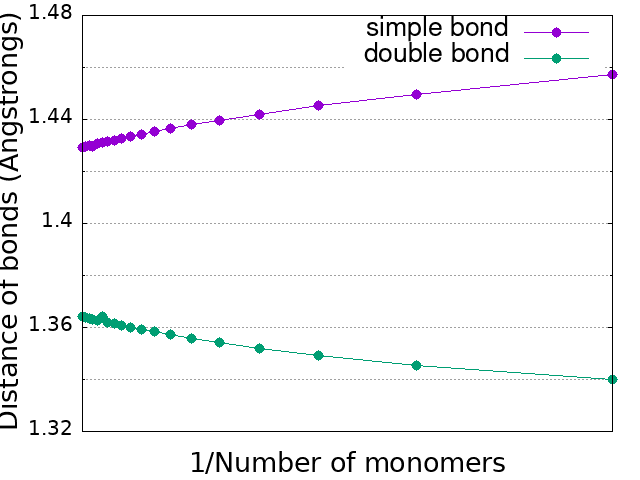 simple bond
double bond
1.48
1.44
1.4
1.36
1.32
Distance of bonds (Angstrongs)
1/Number of monomers